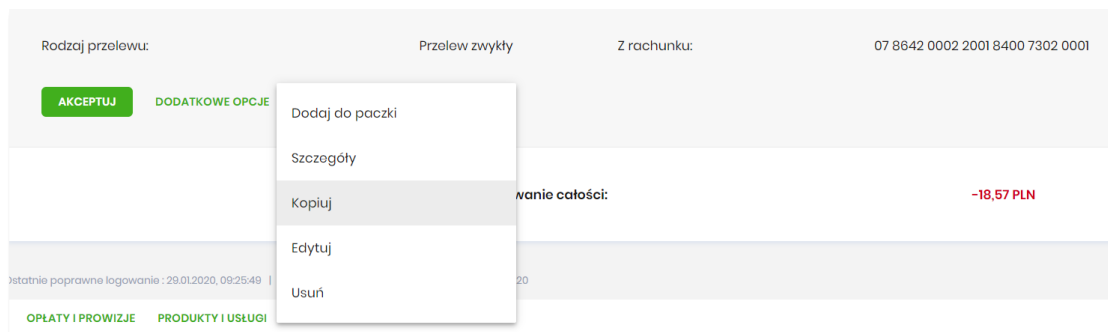 Rodzaj przelewu: Przelew zwykły Z rachunku: 07 8642 0002 2001 8400 7302 0001
AKCEPTUJ DODATKOWE OPCJE
Dodaj do paczki
Szczegóły
Kopiuj
wanie całości: -18,57 PLN
Edytuj
Ostatnie poprawne logowanie : 29.01.2020, 09:25:49 | 20
Usuń
OPŁATY I PROWIZJE PRODUKTY I USŁUGI